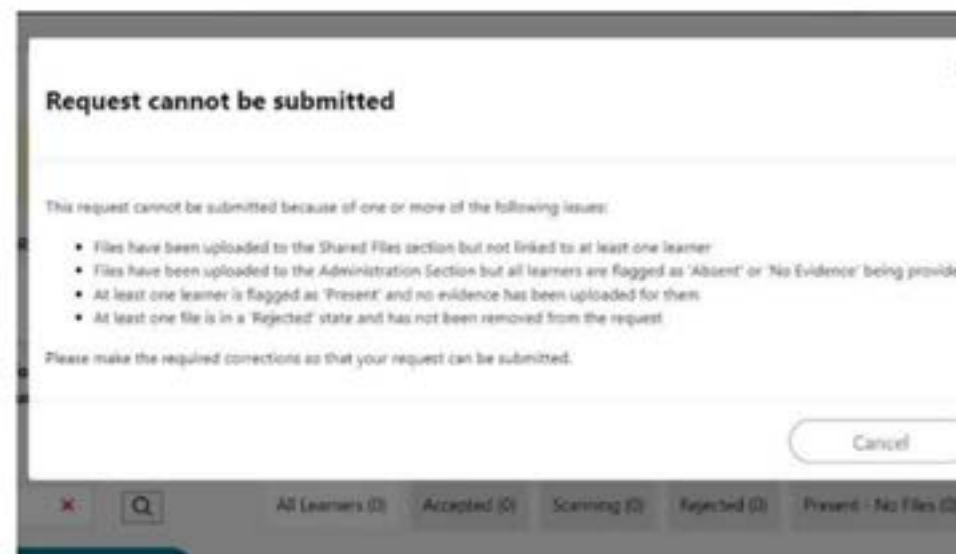 Request cannot be submitted
This request cannot be submitted because of one or more of the following issues:
• Files have been uploaded to the Shared Files section but not linked to at least one learner
• Files have been uploaded to the Administration Section but all learners are flagged as 'Absent' or 'No Evidence' being provide
• At least one learner is flagged as 'Present' and no evidence has been uploaded for them
• At least one file is in a 'Rejected' state and has not been removed from the request
Please make the required corrections so that your request can be submitted.
Cancel
All Learners (0) Accepted (0) Scanning (0) Rejected (0) Present - No Files (0)